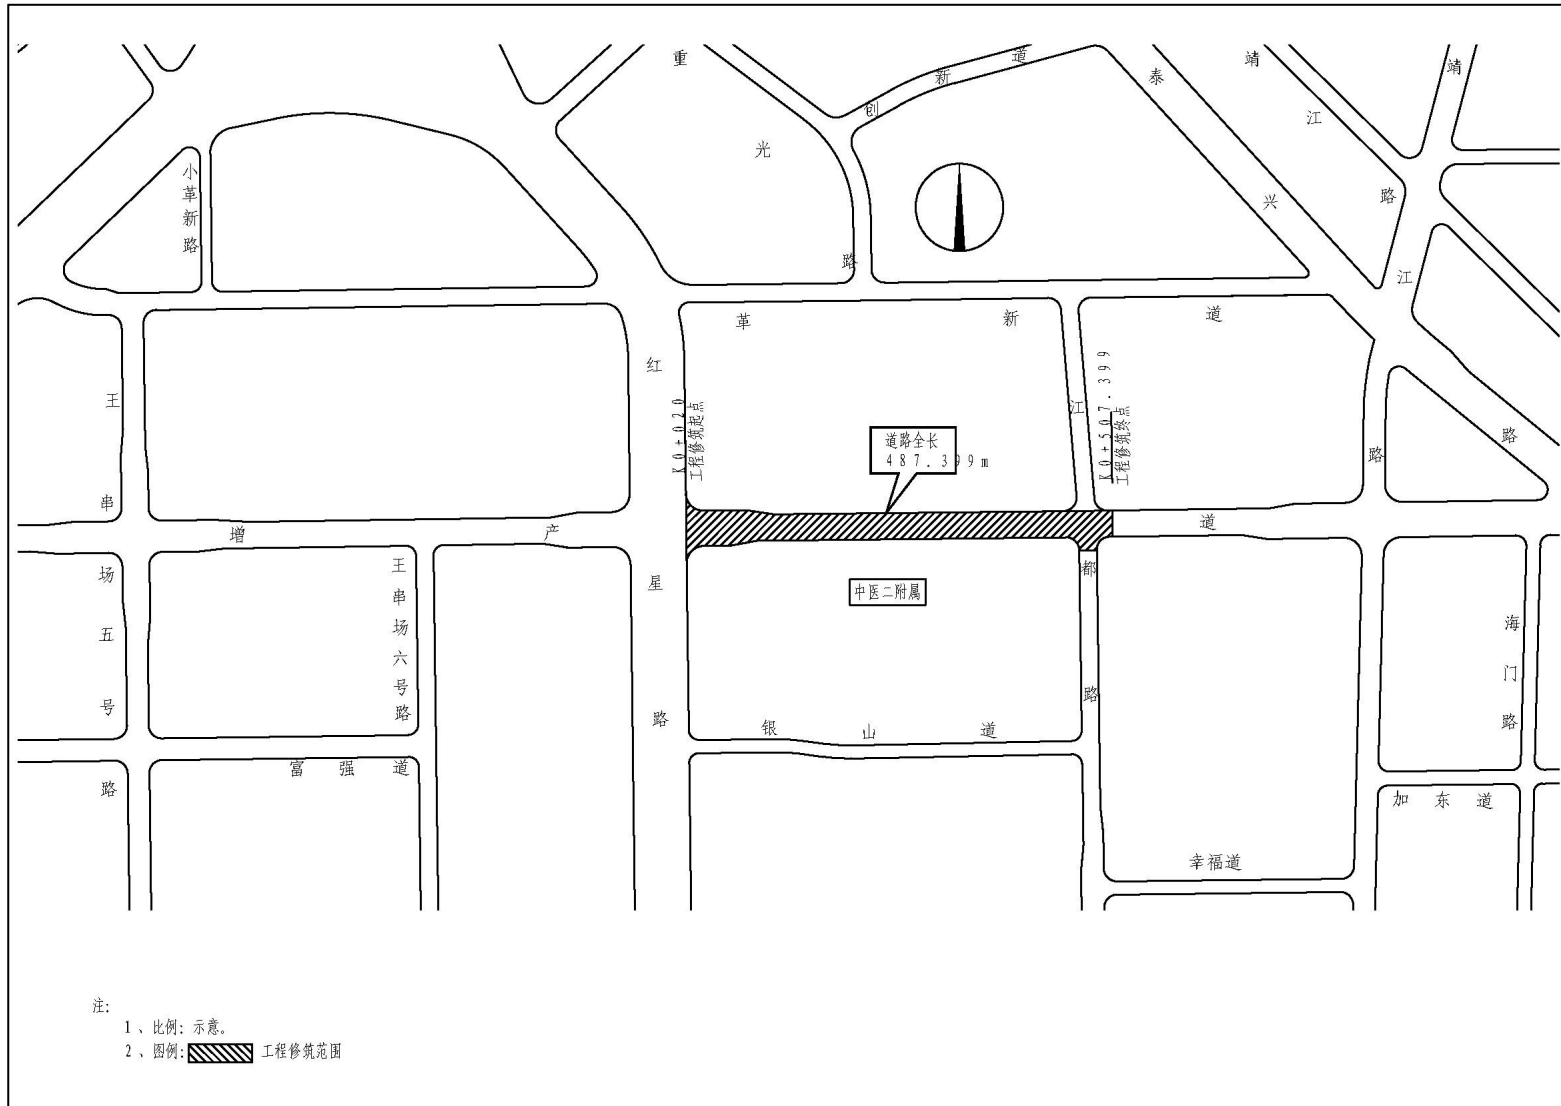 重光路
创新道
泰兴路
靖江路
靖江路
小革新路
革新道
红星路
王串场五号路
K0+020
工程修筑起点
道路全长
487.399m
K0+507.399
工程修筑终点
江都路
增产道
王串场六号路
中医二附属
海门路
银山道
富强道
加东道
幸福道
注:
1、比例: 示意。
2、图例: 工程修筑范围